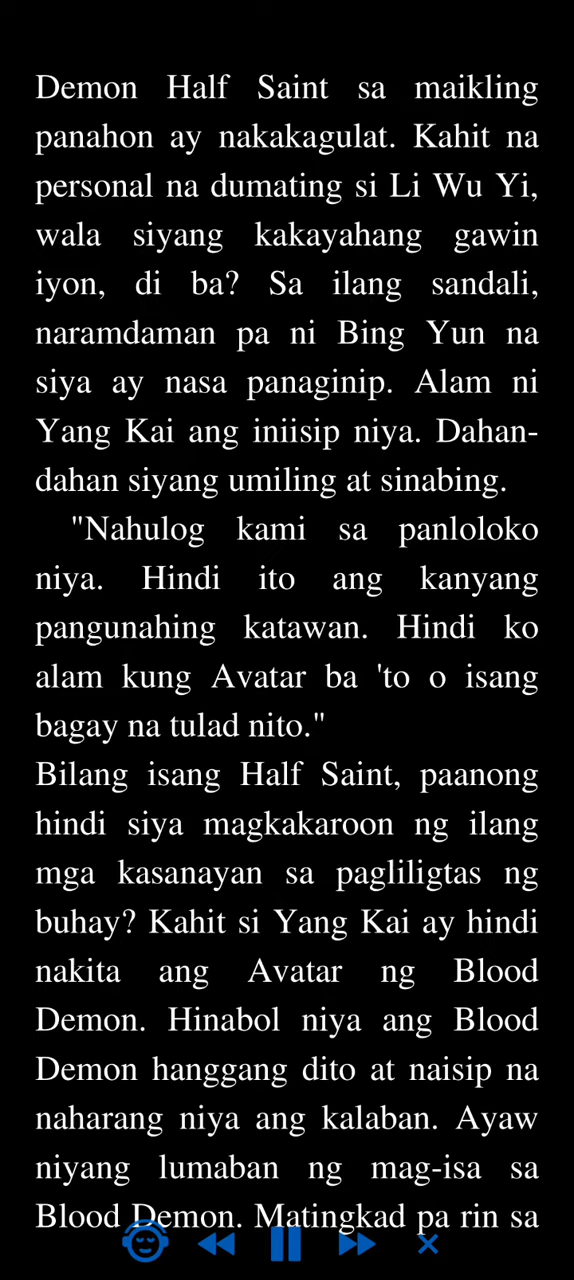 Demon Half Saint sa maikling
panahon ay nakakagulat. Kahit na
personal na dumating si Li Wu Yi,
wala siyang kakayahang gawin
iyon, di ba? Sa ilang sandali,
naramdaman pa ni Bing Yun na
siya ay nasa panaginip. Alam ni
Yang Kai ang iniisip niya. Dahan-
dahan siyang umiling at sinabing.
"Nahulog kami sa panloloko
niya. Hindi ito ang kanyang
pangunahing katawan. Hindi ko
alam kung Avatar ba 'to o isang
bagay na tulad nito."
Bilang isang Half Saint, paanong
hindi siya magkakaroon ng ilang
mga kasanayan sa pagliligtas ng
buhay? Kahit si Yang Kai ay hindi
nakita ang Avatar ng Blood
Demon. Hinabol niya ang Blood
Demon hanggang dito at naisip na
naharang niya ang kalaban. Ayaw
niyang lumaban ng mag-isa sa
Blood Demon. Matingkad pa rin sa